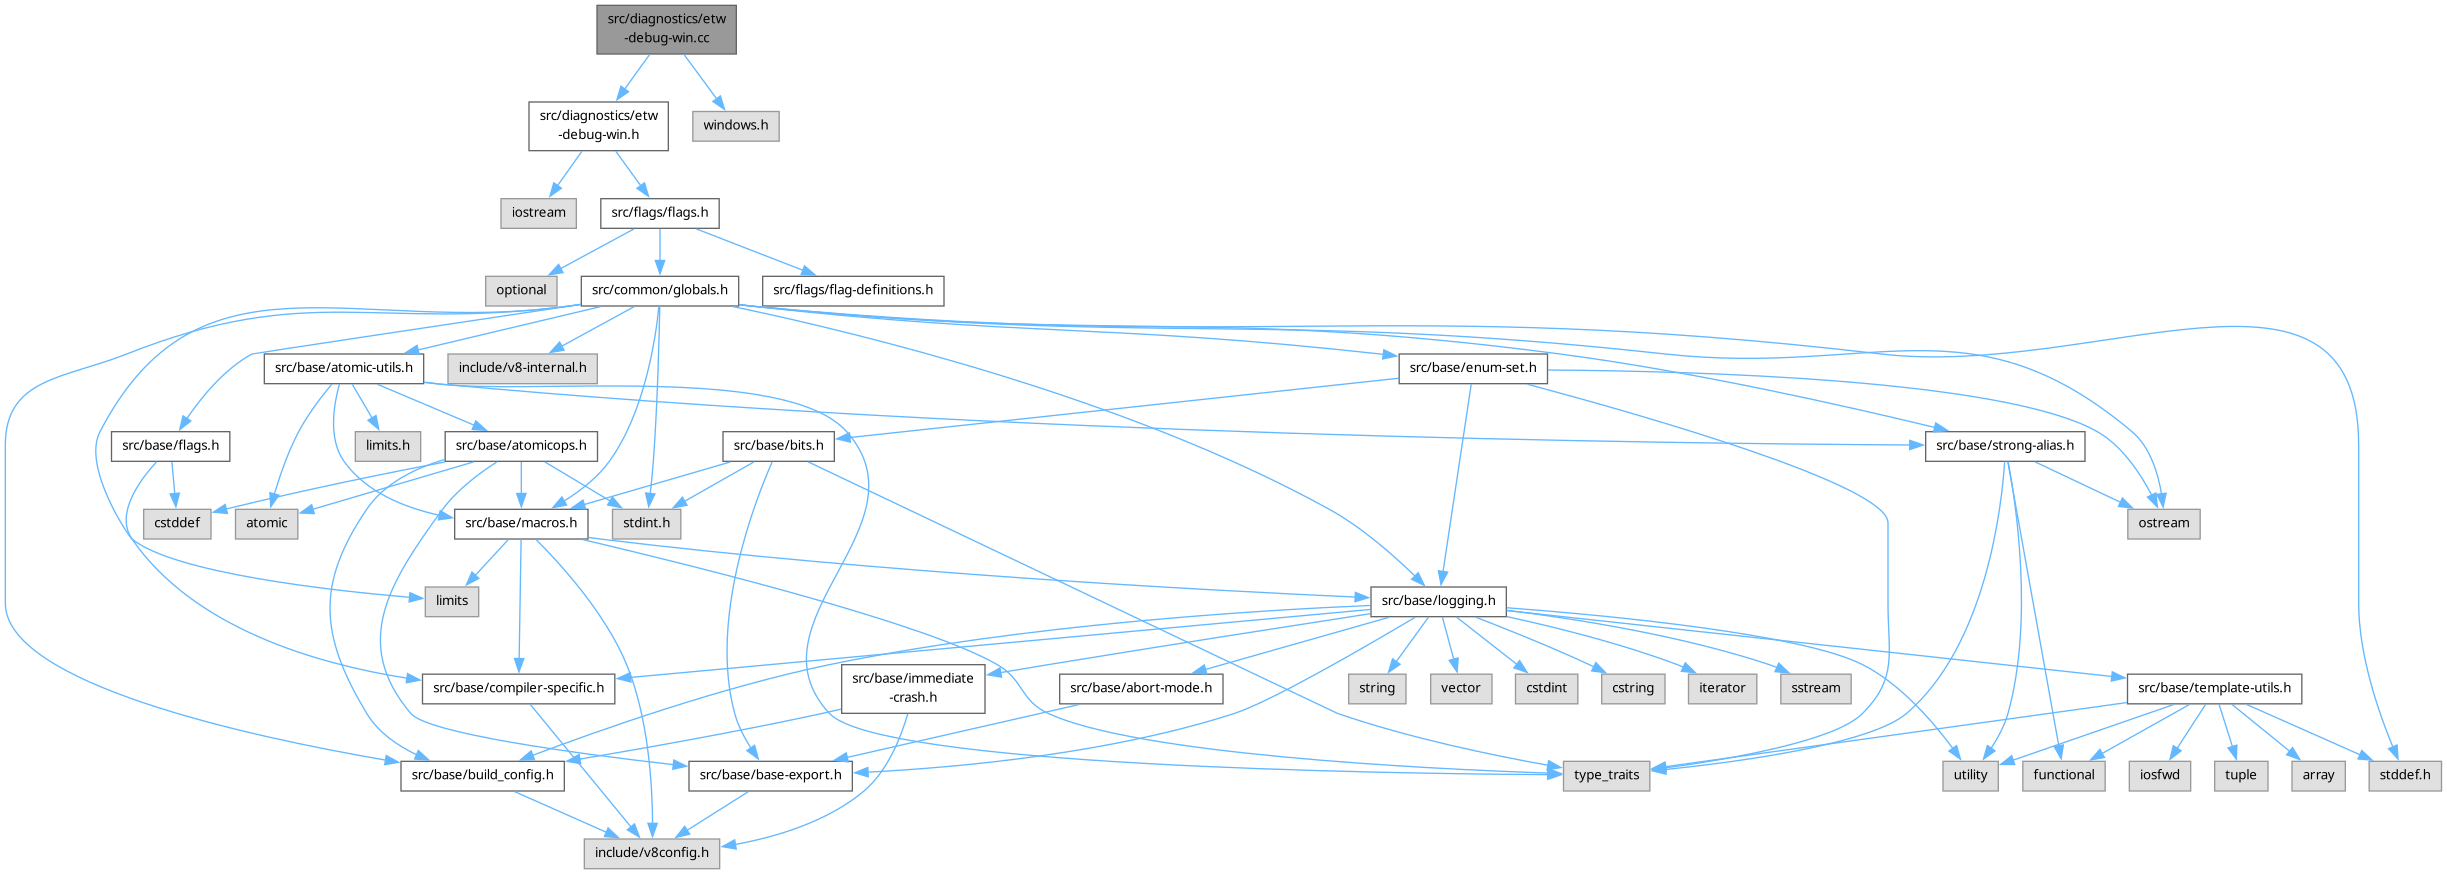 src/diagnostics/etw
-debug-win.cc
src/diagnostics/etw
-debug-win.h
windows.h
iostream
src/flags/flags.h
optional
src/common/globals.h
src/flags/flag-definitions.h
src/base/atomic-utils.h
include/v8-internal.h
src/base/enum-set.h
src/base/flags.h
limits.h
src/base/atomicops.h
src/base/bits.h
src/base/strong-alias.h
cstddef
atomic
src/base/macros.h
stdint.h
ostream
limits
src/base/logging.h
src/base/compiler-specific.h
src/base/immediate
-crash.h
src/base/abort-mode.h
string
vector
cstdint
cstring
iterator
sstream
src/base/template-utils.h
src/base/build_config.h
src/base/base-export.h
type_traits
utility
functional
iosfwd
tuple
array
stddef.h
include/v8config.h